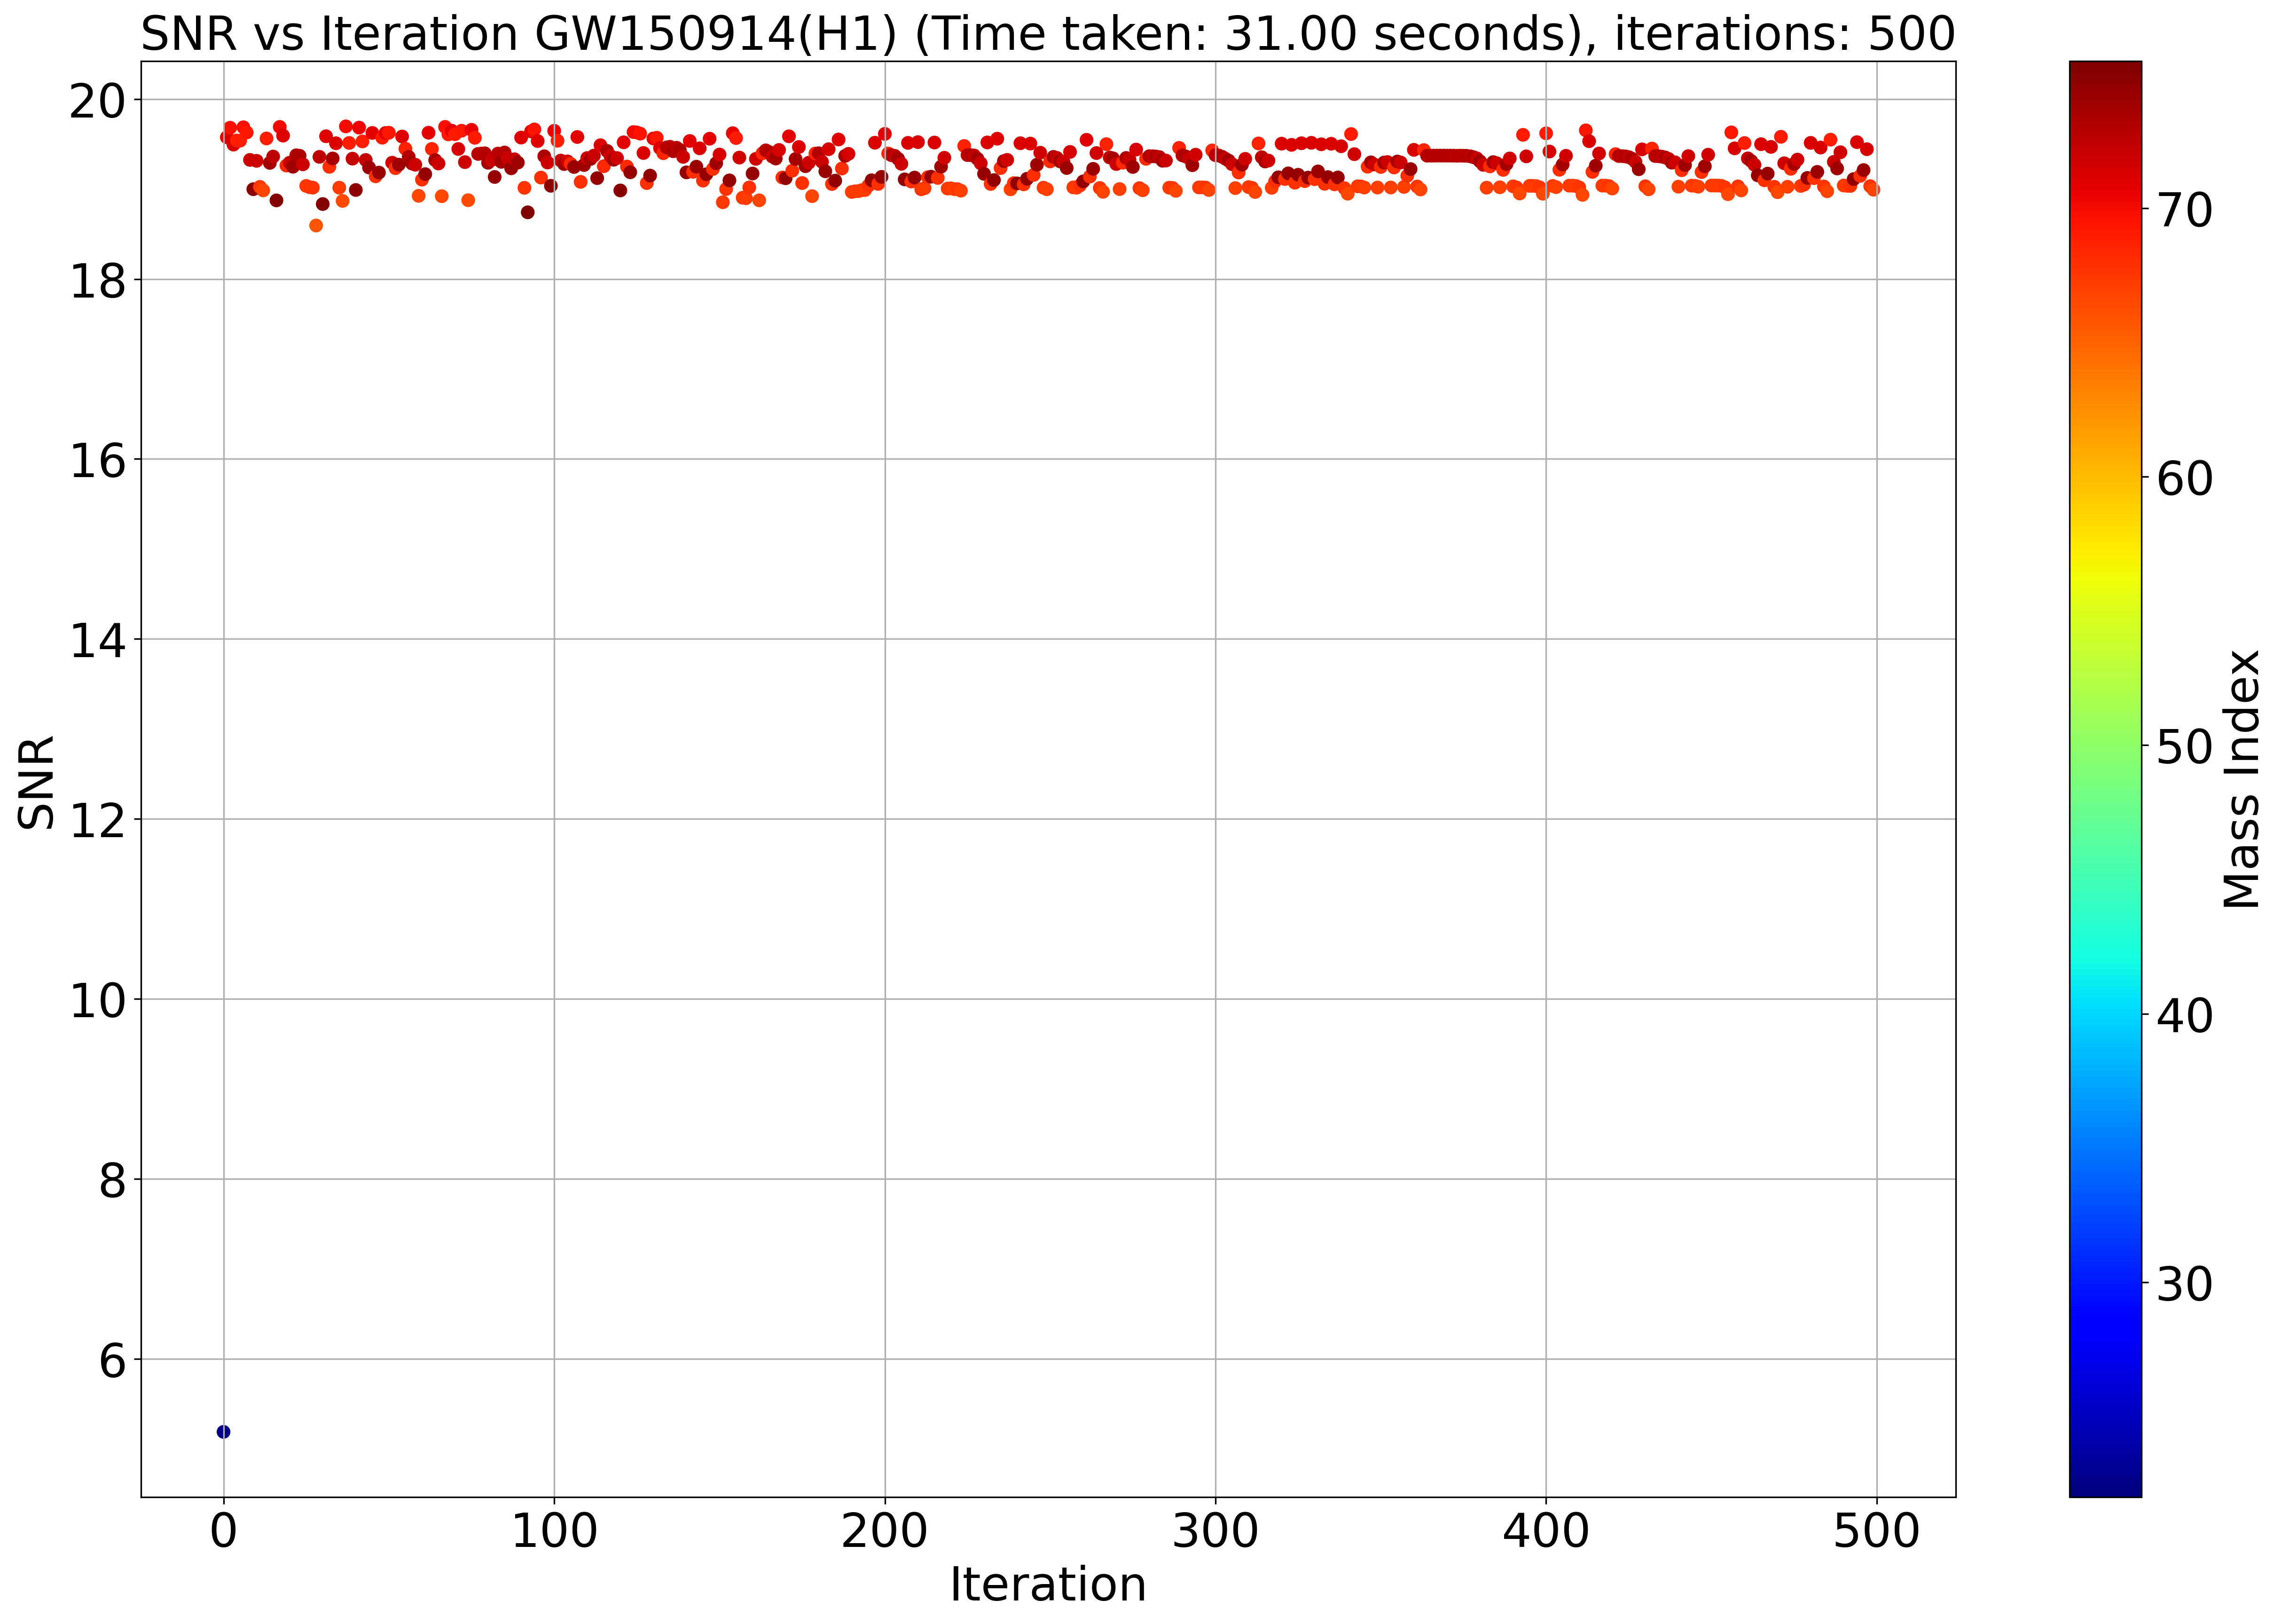 SNR vs Iteration GW150914(H1) (Time taken: 31.00 seconds), iterations: 500
20
18
16
14
12
10
8
6
SNR
0 100 200 300 400 500
Iteration
70
60
50
40
30
Mass Index